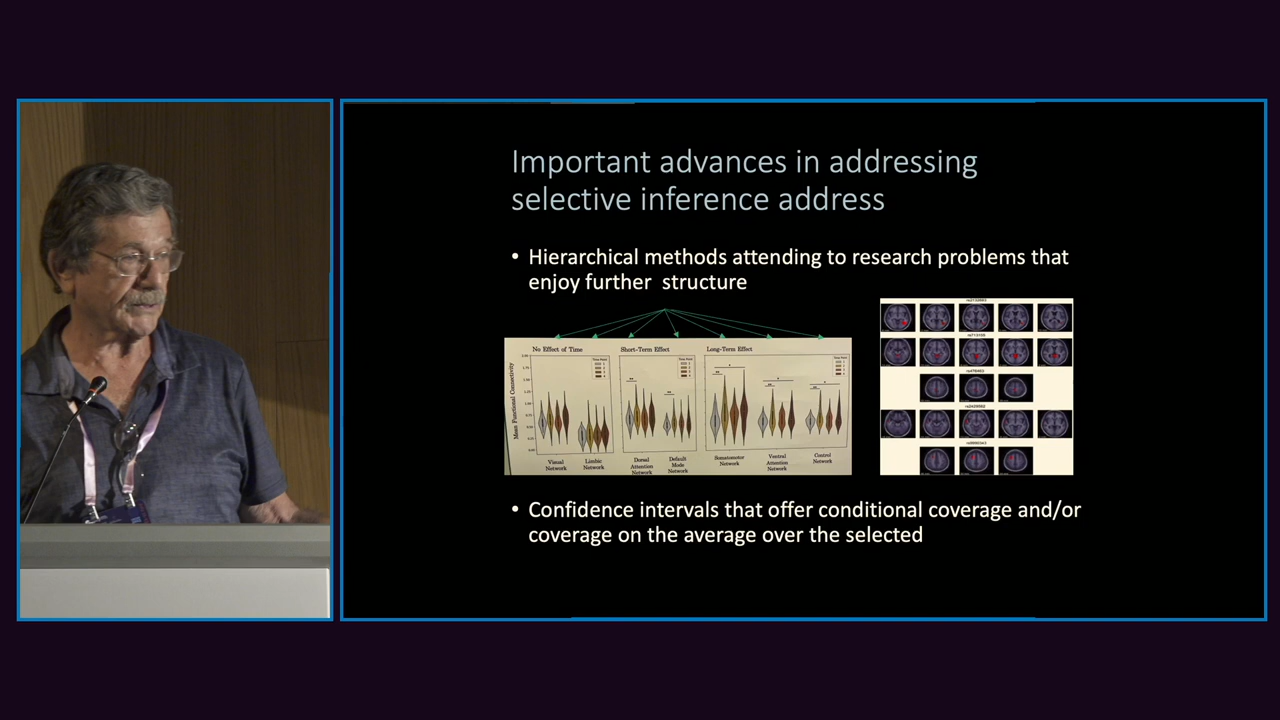 Important advances in addressing
selective inference address
• Hierarchical methods attending to research problems that
enjoy further structure
No Effect of Time
Short-Term Effect
Long-Term Effect
Mean Functional Connectivity
Visual
Network
Limbic
Network
Dorsal
Attention
Network
Default
Mode
Network
Somatomotor
Network
Ventral
Attention
Network
Control
Network
• Confidence intervals that offer conditional coverage and/or
coverage on the average over the selected